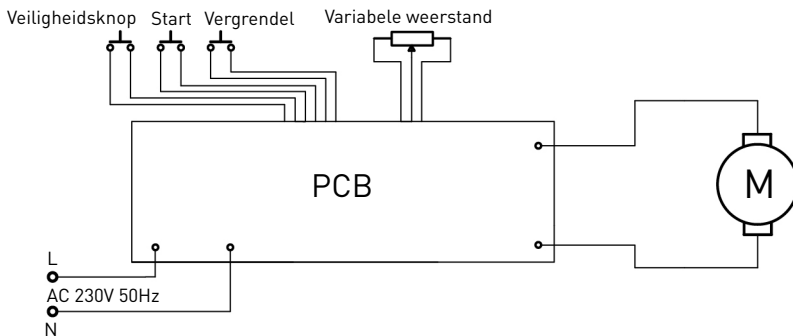 Veiligheidsknop Start Vergrendel Variabele weerstand
PCB
M
L
AC 230V 50Hz
N